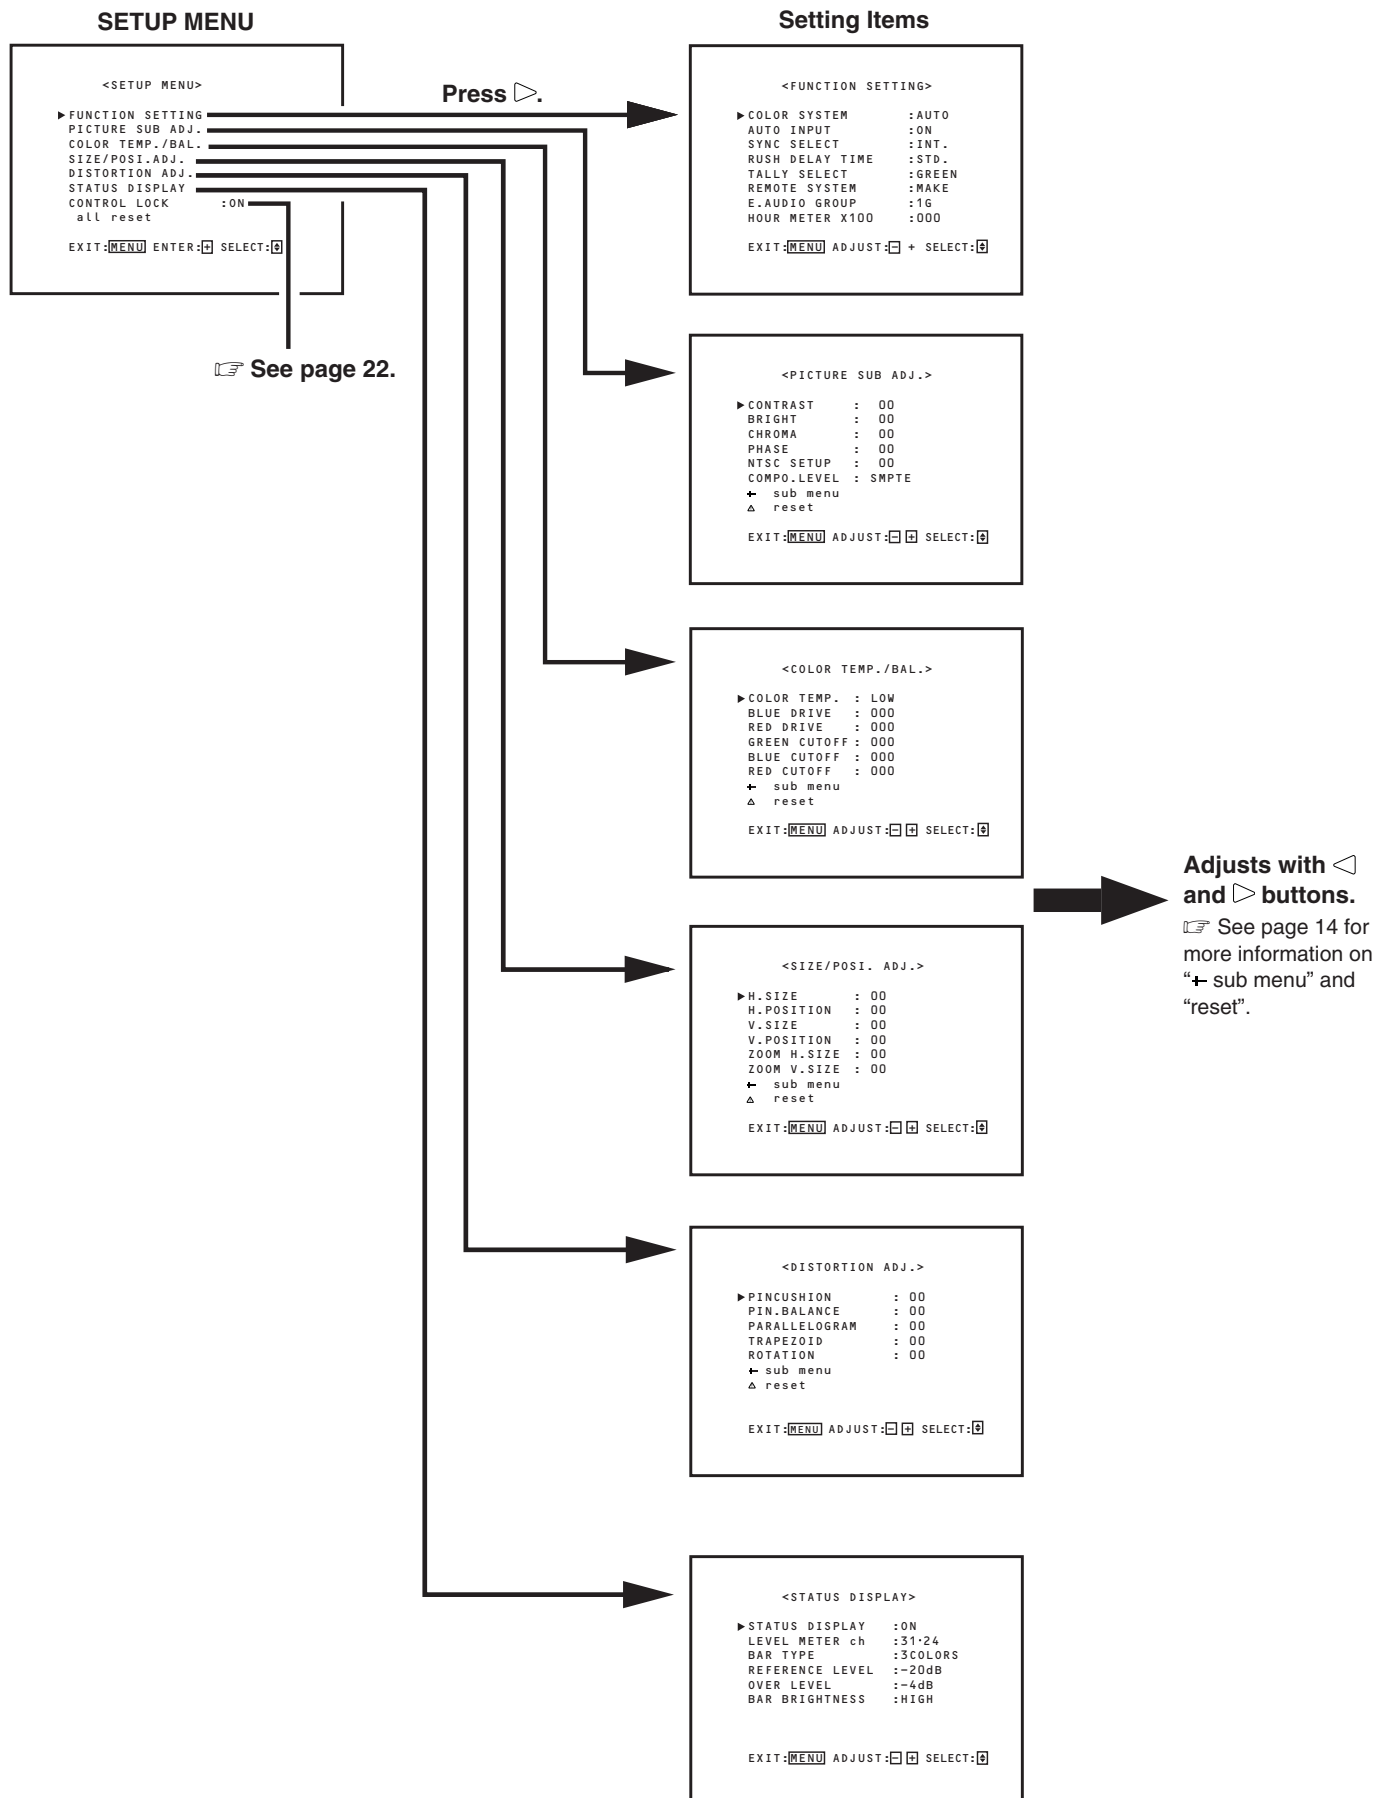 SETUP MENU
<SETUP MENU>
▶FUNCTION SETTING
PICTURE SUB ADJ.
COLOR TEMP./BAL.
SIZE/POSI.ADJ.
DISTORTION ADJ.
STATUS DISPLAY
CONTROL LOCK :ON
all reset
EXIT:MENU ENTER:+ SELECT:♦
Press ▷.
☞ See page 22.
Setting Items
<FUNCTION SETTING>
▶COLOR SYSTEM :AUTO
AUTO INPUT :ON
SYNC SELECT :INT.
RUSH DELAY TIME :STD.
TALLY SELECT :GREEN
REMOTE SYSTEM :MAKE
E.AUDIO GROUP :1G
HOUR METER X100 :000
EXIT:MENU ADJUST:- + SELECT:♦
<PICTURE SUB ADJ.>
▶CONTRAST : 00
BRIGHT : 00
CHROMA : 00
PHASE : 00
NTSC SETUP : 00
COMPO.LEVEL : SMPTE
← sub menu
△ reset
EXIT:MENU ADJUST:- + SELECT:♦
<COLOR TEMP./BAL.>
▶COLOR TEMP. : LOW
BLUE DRIVE : 000
RED DRIVE : 000
GREEN CUTOFF: 000
BLUE CUTOFF : 000
RED CUTOFF : 000
← sub menu
△ reset
EXIT:MENU ADJUST:- + SELECT:♦
<SIZE/POSI. ADJ.>
▶H.SIZE : 00
H.POSITION : 00
V.SIZE : 00
V.POSITION : 00
ZOOM H.SIZE : 00
ZOOM V.SIZE : 00
← sub menu
△ reset
EXIT:MENU ADJUST:- + SELECT:♦
<DISTORTION ADJ.>
▶PINCUSHION : 00
PIN.BALANCE : 00
PARALLELOGRAM : 00
TRAPEZOID : 00
ROTATION : 00
← sub menu
△ reset
EXIT:MENU ADJUST:- + SELECT:♦
<STATUS DISPLAY>
▶STATUS DISPLAY :ON
LEVEL METER ch :31·24
BAR TYPE :3COLORS
REFERENCE LEVEL :-20dB
OVER LEVEL :-4dB
BAR BRIGHTNESS :HIGH
EXIT:MENU ADJUST:- + SELECT:♦
Adjusts with ◁
and ▷ buttons.
☞ See page 14 for
more information on
“← sub menu” and
“reset”.